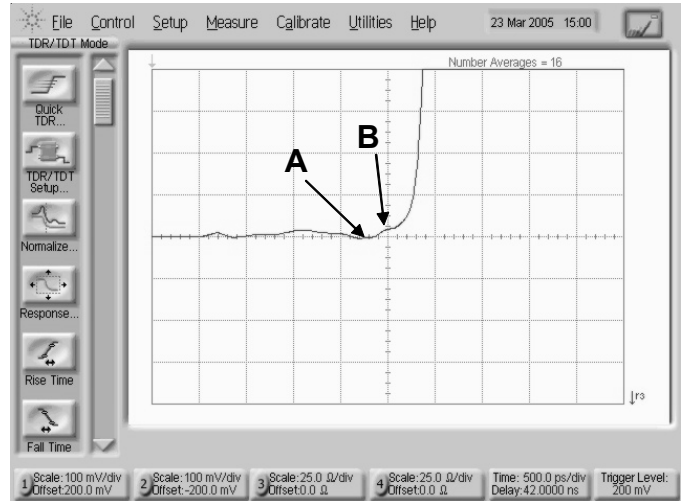 File Control Setup Measure Calibrate Utilities Help 23 Mar 2005 15:00
TDR/TDT Mode
Number Averages = 16
Quick
TDR...
TDR/TDT
Setup...
Normalize...
Response...
Rise Time
Fall Time
A
B
r3
1 Scale:100 mV/div
Offset:200.0 mV
2 Scale:100 mV/div
Offset:-200.0 mV
3 Scale:25.0 Ω/div
Offset:0.0 Ω
4 Scale:25.0 Ω/div
Offset:0.0 Ω
Time:500.0 ps/div
Delay:42.0000 ns
Trigger Level:
200 mV